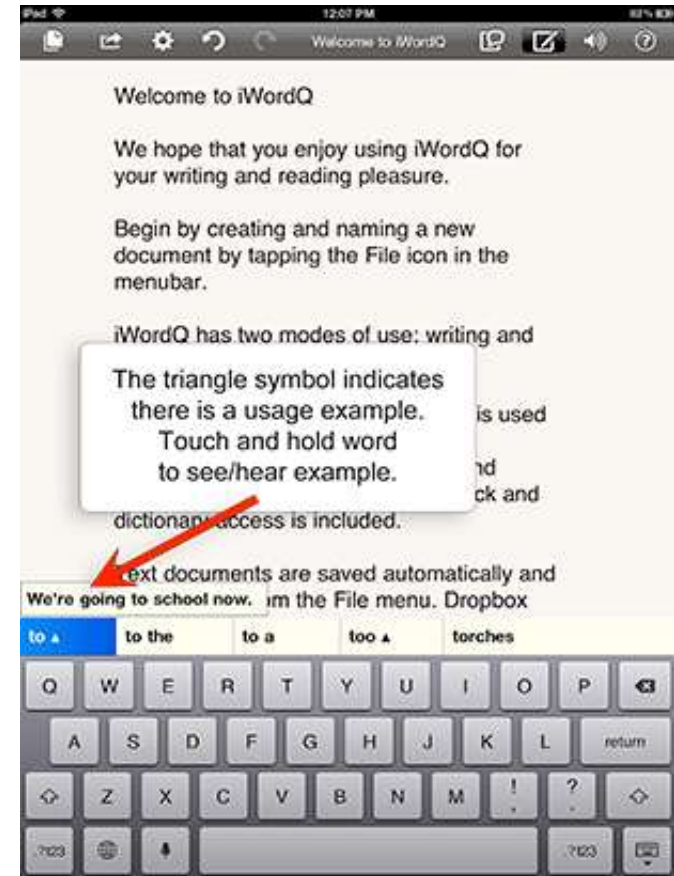 iPad 12:07 PM
Welcome to iWordQ
Welcome to iWordQ
We hope that you enjoy using iWordQ for
your writing and reading pleasure.
Begin by creating and naming a new
document by tapping the File icon in the
menubar.
iWordQ has two modes of use: writing and
The triangle symbol indicates
there is a usage example.
Touch and hold word
to see/hear example.
is used
ck and
dictionary access is included.
Text documents are saved automatically and
We're going to school now.
the File menu. Dropbox
to ▲ to the to a too ▲ torches
Q W E R T Y U I O P
A S D F G H J K L return
Z X C V B N M ! , ? .
.?123 .?123